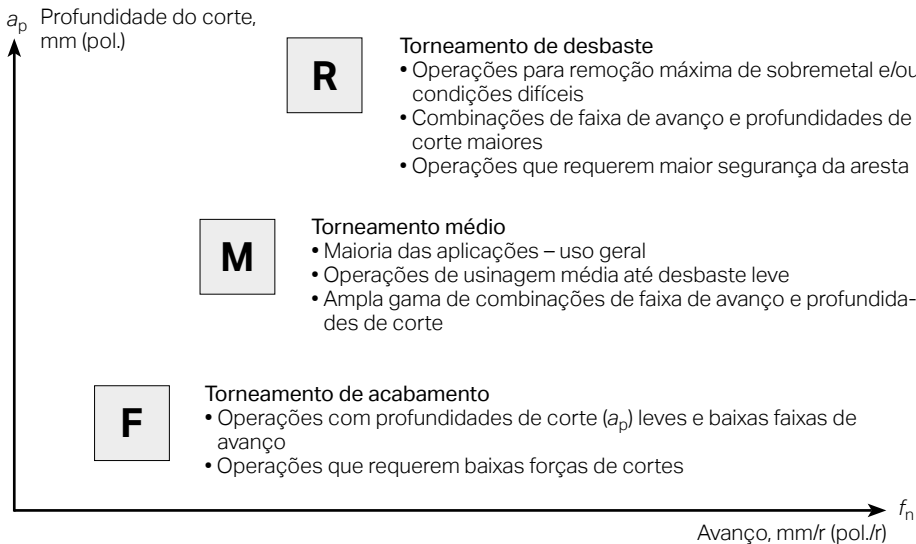 ap Profundidade do corte,
mm (pol.)
R
Torneamento de desbaste
• Operações para remoção máxima de sobremetal e/ou
condições difíceis
• Combinações de faixa de avanço e profundidades de
corte maiores
• Operações que requerem maior segurança da aresta
M
Torneamento médio
• Maioria das aplicações – uso geral
• Operações de usinagem média até desbaste leve
• Ampla gama de combinações de faixa de avanço e profundida-
des de corte
F
Torneamento de acabamento
• Operações com profundidades de corte (ap) leves e baixas faixas de
avanço
• Operações que requerem baixas forças de cortes
fn
Avanço, mm/r (pol./r)